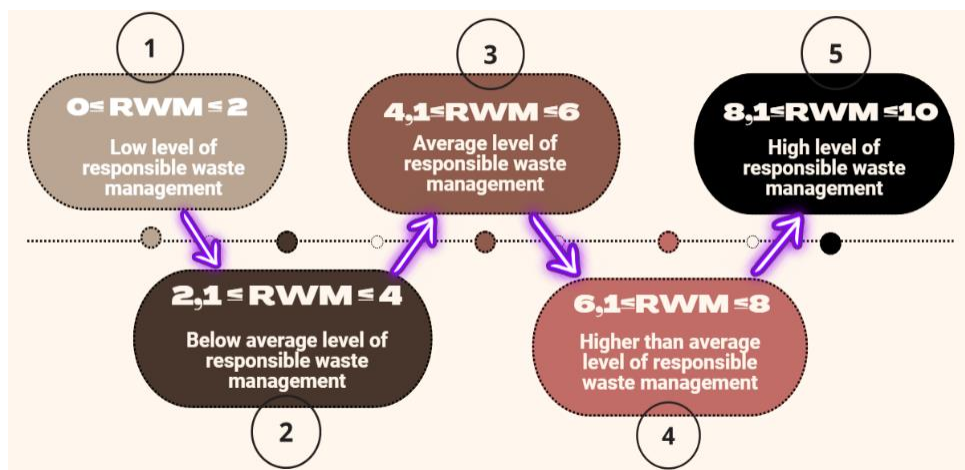 1
0≤ RWM ≤ 2
Low level of
responsible waste
management
2,1 ≤ RWM ≤ 4
Below average level of
responsible waste
management
2
3
4,1≤RWM ≤6
Average level of
responsible waste
management
6,1≤RWM ≤8
Higher than average
level of responsible
waste management
4
5
8,1≤RWM ≤10
High level of
responsible waste
management